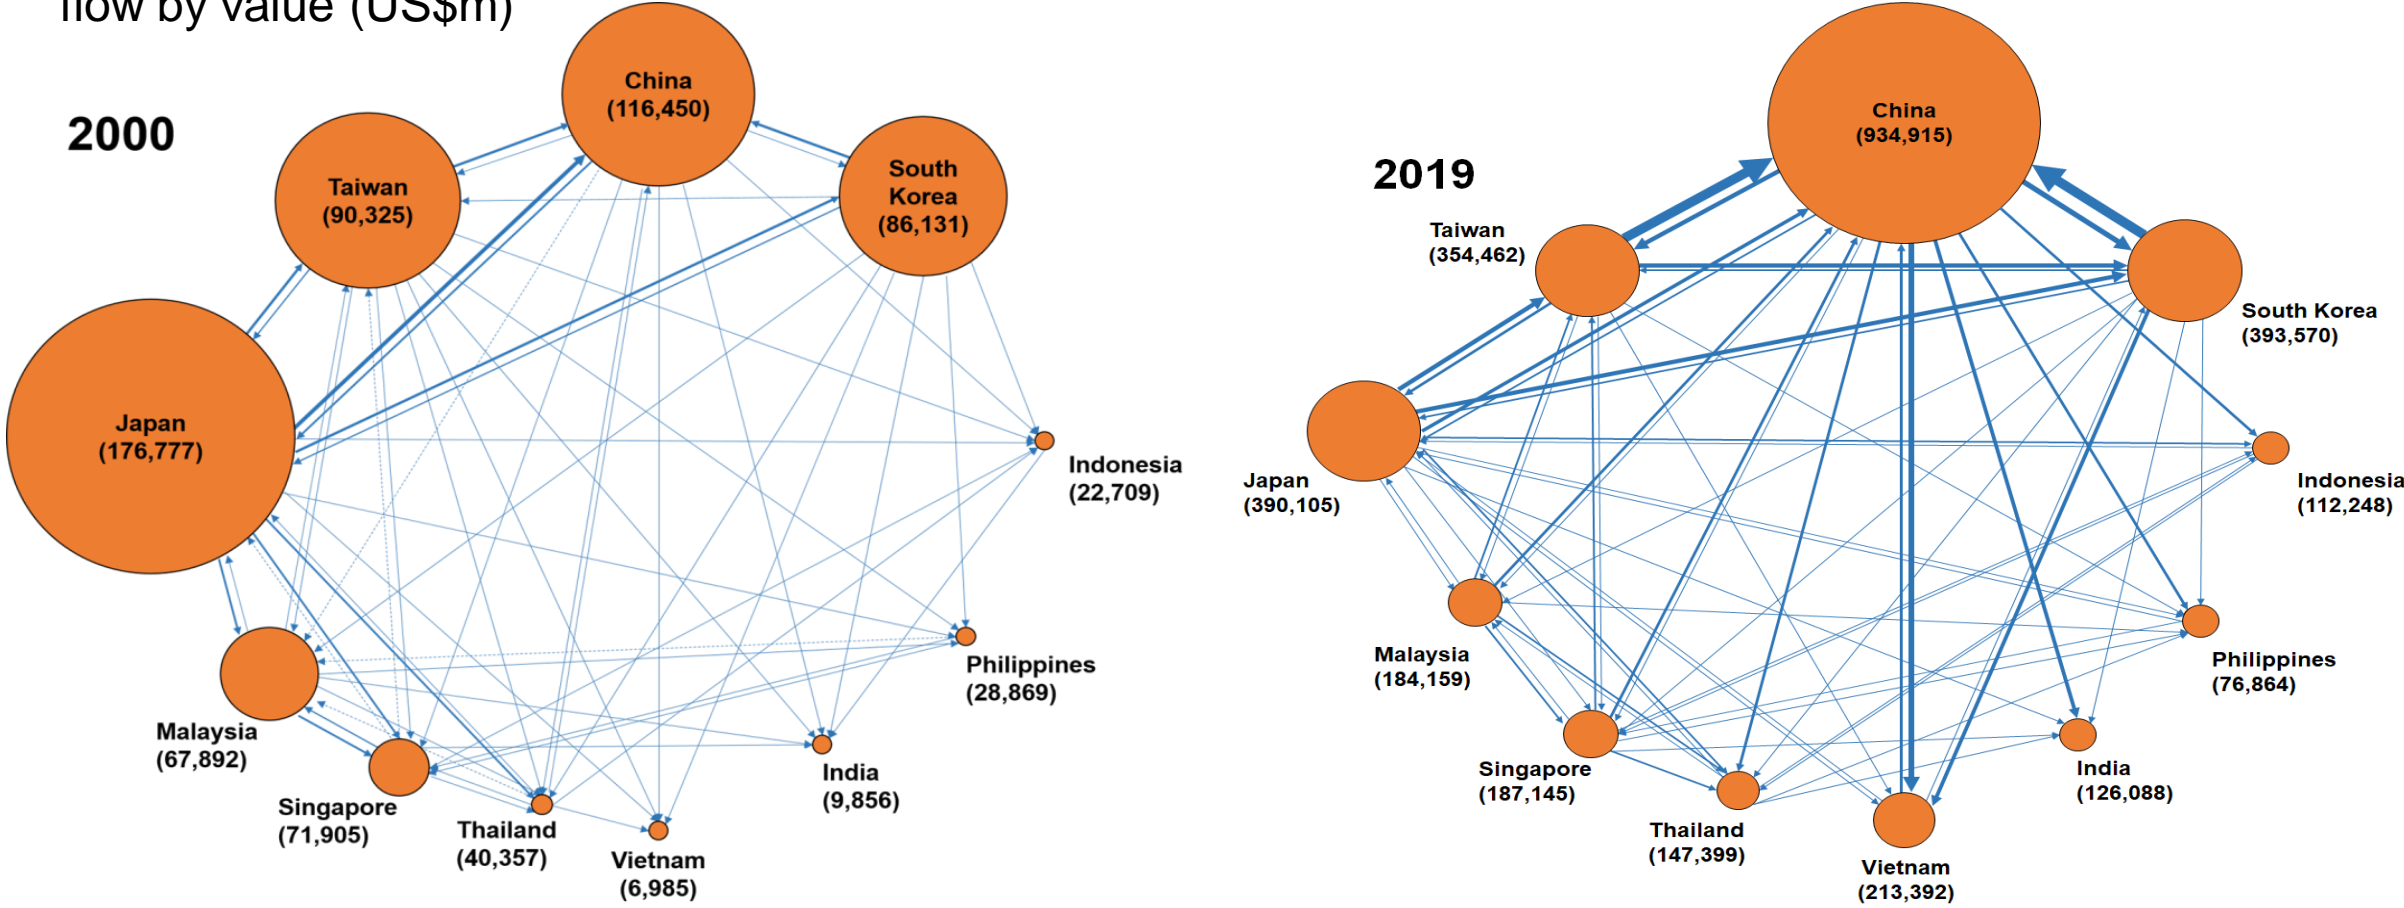 flow by value (US$m)
2000
China
(116,450)
Taiwan
(90,325)
South
Korea
(86,131)
Japan
(176,777)
Indonesia
(22,709)
Philippines
(28,869)
Malaysia
(67,892)
Singapore
(71,905)
Thailand
(40,357)
Vietnam
(6,985)
India
(9,856)
2019
China
(934,915)
Taiwan
(354,462)
South Korea
(393,570)
Japan
(390,105)
Indonesia
(112,248)
Malaysia
(184,159)
Philippines
(76,864)
Singapore
(187,145)
India
(126,088)
Thailand
(147,399)
Vietnam
(213,392)